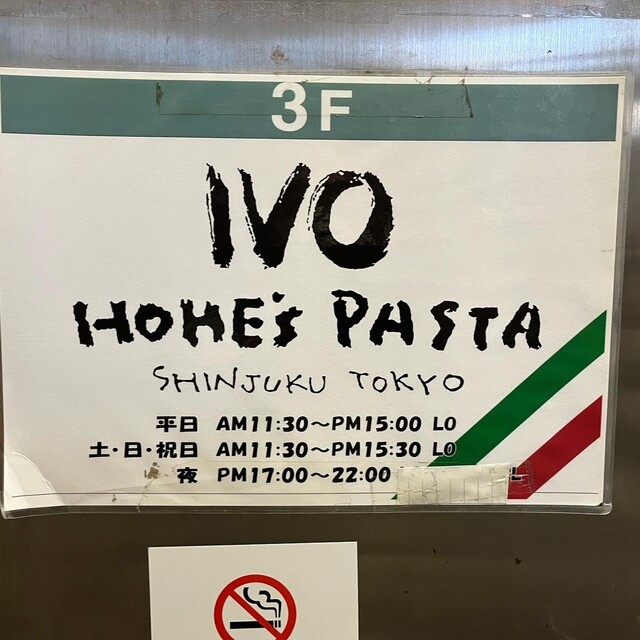 3F
IVO
HOME's PASTA
SHINJUKU TOKYO
平日 AM11:30～PM15:00 LO
土・日・祝日 AM11:30～PM15:30 LO
夜 PM17:00～22:00